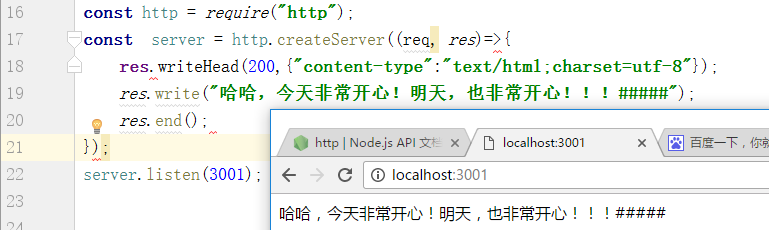 16 const http = require("http");
17 const  server = http.createServer((req, res)=>{
18 res.writeHead(200,{"content-type":"text/html;charset=utf-8"});
19 res.write("哈哈，今天非常开心！明天，也非常开心！！！#####");
20 res.end();
21 });
22 server.listen(3001);
23
24
http | Node.js API 文档
localhost:3001
百度一下，你就
localhost:3001
哈哈，今天非常开心！明天，也非常开心！！！#####